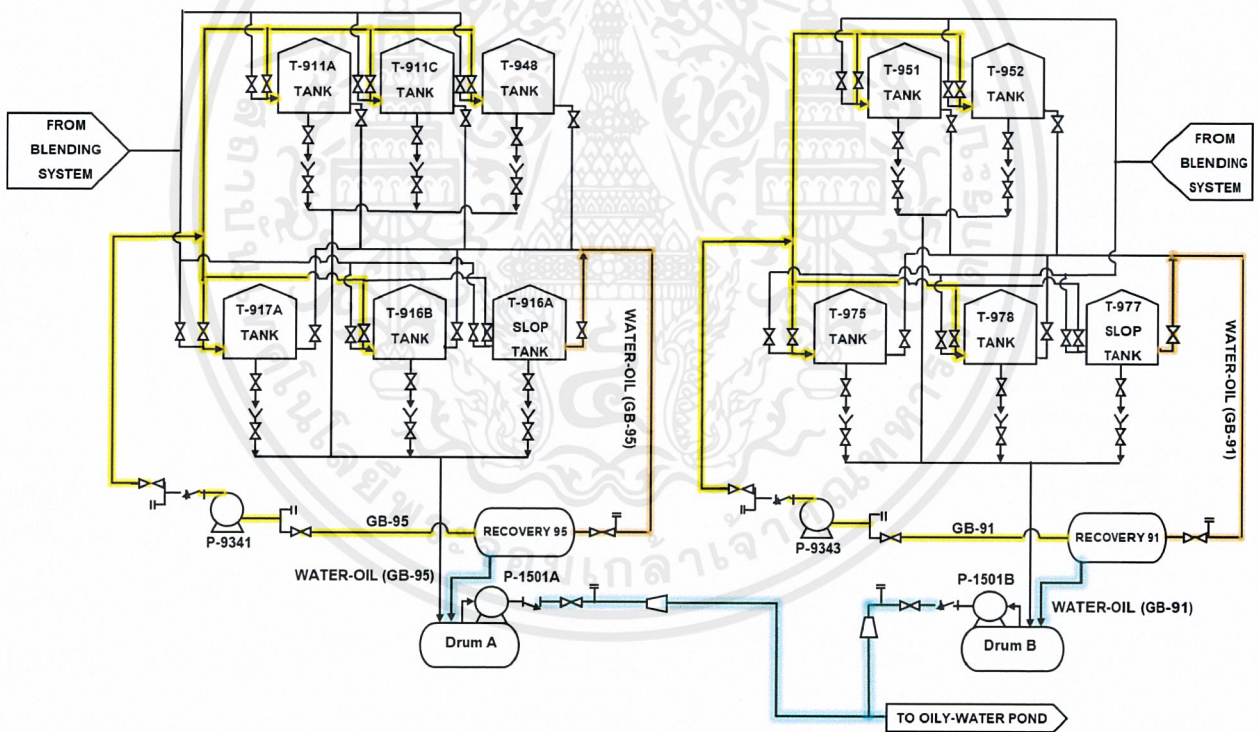 FROM
BLENDING
SYSTEM
T-911A
TANK
T-911C
TANK
T-948
TANK
T-917A
TANK
T-916B
TANK
T-916A
SLOP
TANK
WATER-OIL (GB-95)
P-9341
GB-95
RECOVERY 95
WATER-OIL (GB-95)
P-1501A
Drum A
T-951
TANK
T-952
TANK
FROM
BLENDING
SYSTEM
T-975
TANK
T-978
TANK
T-977
SLOP
TANK
WATER-OIL (GB-91)
P-9343
GB-91
RECOVERY 91
P-1501B
WATER-OIL (GB-91)
Drum B
TO OILY-WATER POND